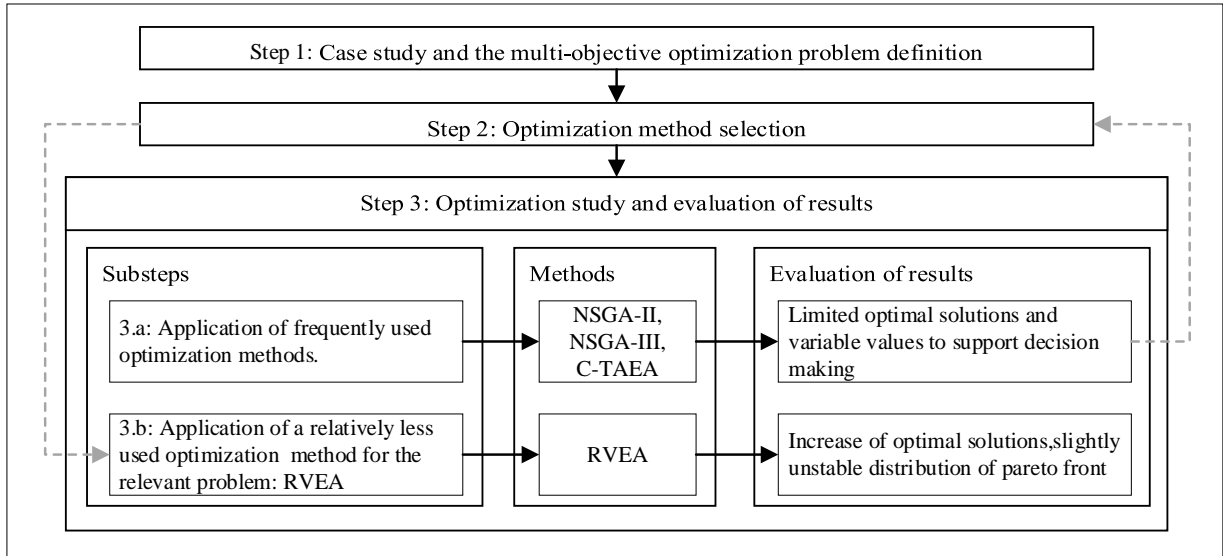 Step 1: Case study and the multi-objective optimization problem definition
Step 2: Optimization method selection
Step 3: Optimization study and evaluation of results
Substeps
3.a: Application of frequently used
optimization methods.
3.b: Application of a relatively less
used optimization method for the
relevant problem: RVEA
Methods
NSGA-II,
NSGA-III,
C-TAEA
RVEA
Evaluation of results
Limited optimal solutions and
variable values to support decision
making
Increase of optimal solutions,slightly
unstable distribution of pareto front